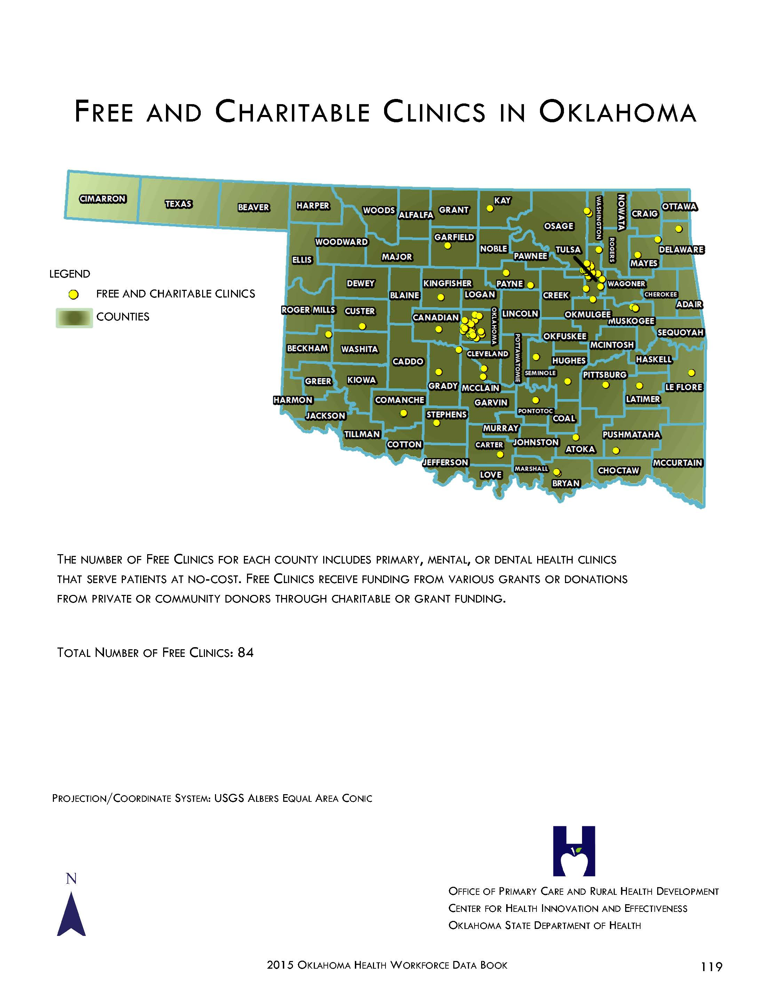 Free and Charitable Clinics in Oklahoma
CIMARRON
TEXAS
BEAVER
HARPER
WOODS
ALFALFA
GRANT
KAY
OSAGE
WASHINGTON
NOWATA
CRAIG
OTTAWA
WOODWARD
ELLIS
MAJOR
GARFIELD
NOBLE
PAWNEE
TULSA
ROGERS
DELAWARE
MAYES
LEGEND
FREE AND CHARITABLE CLINICS
COUNTIES
DEWEY
BLAINE
KINGFISHER
LOGAN
PAYNE
CREEK
WAGONER
CHEROKEE
ADAIR
ROGER MILLS
CUSTER
CANADIAN
OKLAHOMA
LINCOLN
OKMULGEE
MUSKOGEE
SEQUOYAH
BECKHAM
WASHITA
CADDO
CLEVELAND
POTTAWATOMIE
OKFUSKEE
MCINTOSH
HASKELL
HUGHES
SEMINOLE
PITTSBURG
GREER
KIOWA
GRADY
MCCLAIN
LE FLORE
LATIMER
HARMON
COMANCHE
GARVIN
PONTOTOC
JACKSON
STEPHENS
COAL
MURRAY
TILLMAN
COTTON
CARTER
JOHNSTON
ATOKA
PUSHMATAHA
JEFFERSON
LOVE
MARSHALL
BRYAN
CHOCTAW
MCCURTAIN
The number of Free Clinics for each county includes primary, mental, or dental health clinics
that serve patients at no-cost. Free Clinics receive funding from various grants or donations
from private or community donors through charitable or grant funding.
Total Number of Free Clinics: 84
Projection/Coordinate System: USGS Albers Equal Area Conic
N
Office of Primary Care and Rural Health Development
Center for Health Innovation and Effectiveness
Oklahoma State Department of Health
2015 Oklahoma Health Workforce Data Book
119